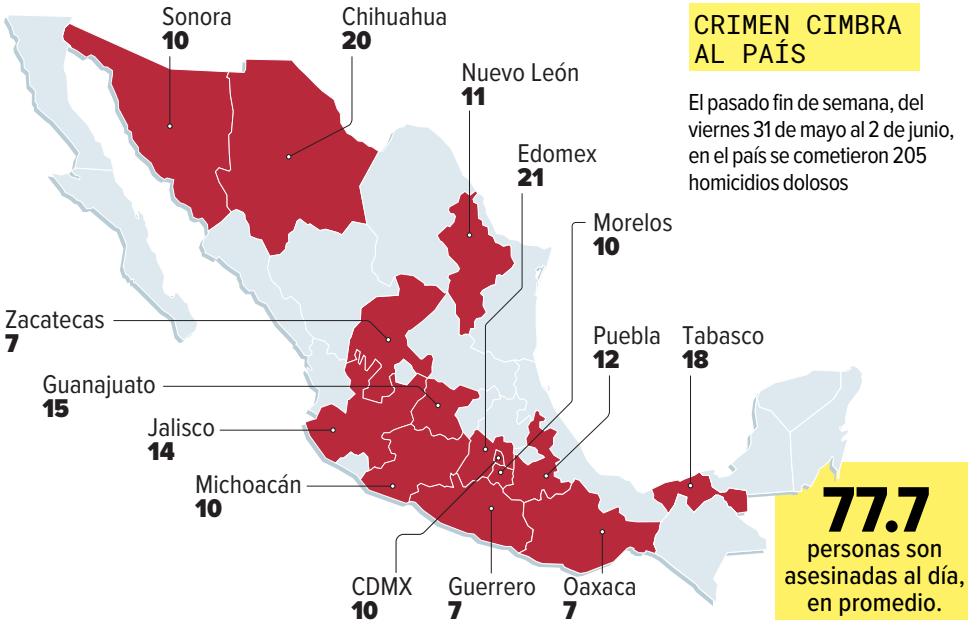 CRIMEN CIMBRA
AL PAÍS
El pasado fin de semana, del
viernes 31 de mayo al 2 de junio,
en el país se cometieron 205
homicidios dolosos
Sonora
10
Chihuahua
20
Nuevo León
11
Edomex
21
Morelos
10
Zacatecas
7
Puebla
12
Tabasco
18
Guanajuato
15
Jalisco
14
Michoacán
10
CDMX
10
Guerrero
7
Oaxaca
7
77.7
personas son
asesinadas al día,
en promedio.